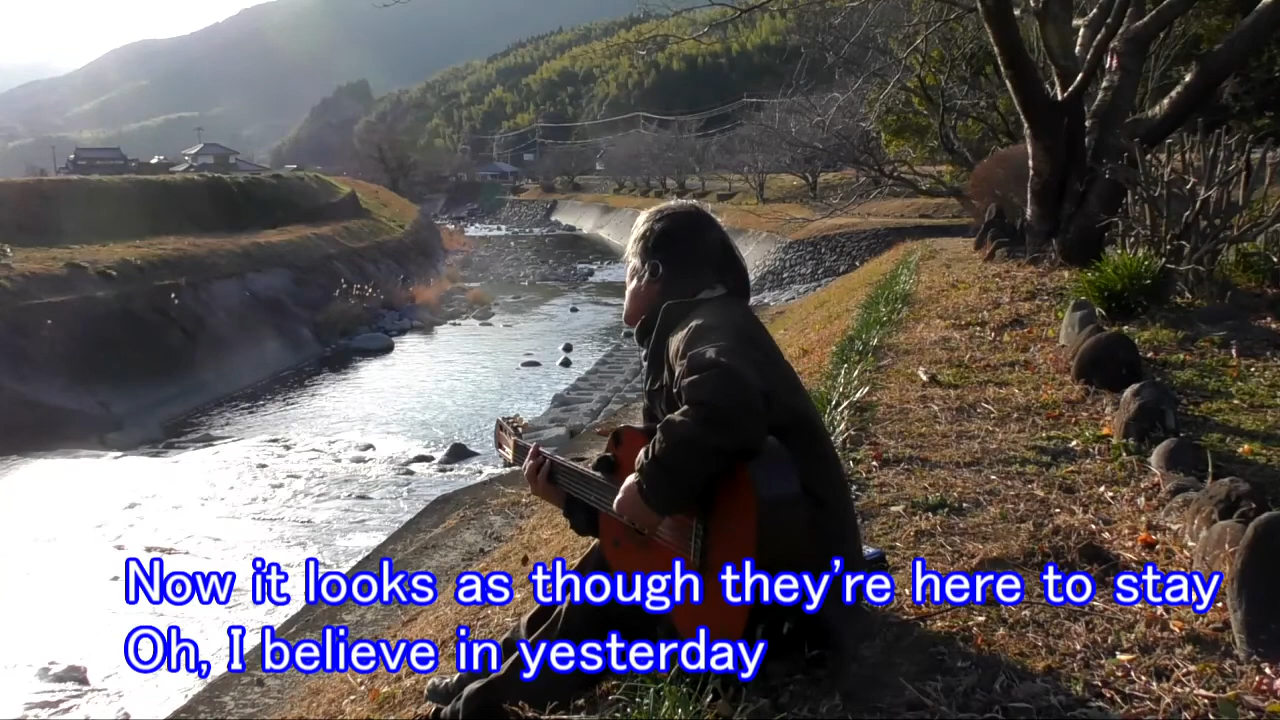 Now it looks as though they're here to stay
Oh, I believe in yesterday